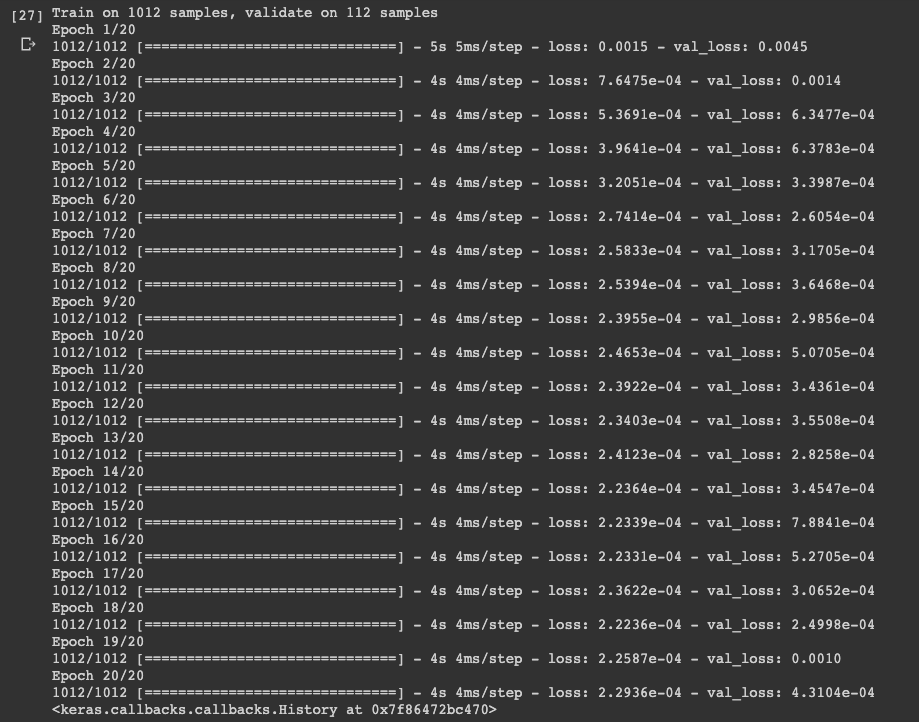 [27] Train on 1012 samples, validate on 112 samples
Epoch 1/20
1012/1012 [==============================] - 5s 5ms/step - loss: 0.0015 - val_loss: 0.0045
Epoch 2/20
1012/1012 [==============================] - 4s 4ms/step - loss: 7.6475e-04 - val_loss: 0.0014
Epoch 3/20
1012/1012 [==============================] - 4s 4ms/step - loss: 5.3691e-04 - val_loss: 6.3477e-04
Epoch 4/20
1012/1012 [==============================] - 4s 4ms/step - loss: 3.9641e-04 - val_loss: 6.3783e-04
Epoch 5/20
1012/1012 [==============================] - 4s 4ms/step - loss: 3.2051e-04 - val_loss: 3.3987e-04
Epoch 6/20
1012/1012 [==============================] - 4s 4ms/step - loss: 2.7414e-04 - val_loss: 2.6054e-04
Epoch 7/20
1012/1012 [==============================] - 4s 4ms/step - loss: 2.5833e-04 - val_loss: 3.1705e-04
Epoch 8/20
1012/1012 [==============================] - 4s 4ms/step - loss: 2.5394e-04 - val_loss: 3.6468e-04
Epoch 9/20
1012/1012 [==============================] - 4s 4ms/step - loss: 2.3955e-04 - val_loss: 2.9856e-04
Epoch 10/20
1012/1012 [==============================] - 4s 4ms/step - loss: 2.4653e-04 - val_loss: 5.0705e-04
Epoch 11/20
1012/1012 [==============================] - 4s 4ms/step - loss: 2.3922e-04 - val_loss: 3.4361e-04
Epoch 12/20
1012/1012 [==============================] - 4s 4ms/step - loss: 2.3403e-04 - val_loss: 3.5508e-04
Epoch 13/20
1012/1012 [==============================] - 4s 4ms/step - loss: 2.4123e-04 - val_loss: 2.8258e-04
Epoch 14/20
1012/1012 [==============================] - 4s 4ms/step - loss: 2.2364e-04 - val_loss: 3.4547e-04
Epoch 15/20
1012/1012 [==============================] - 4s 4ms/step - loss: 2.2339e-04 - val_loss: 7.8841e-04
Epoch 16/20
1012/1012 [==============================] - 4s 4ms/step - loss: 2.2331e-04 - val_loss: 5.2705e-04
Epoch 17/20
1012/1012 [==============================] - 4s 4ms/step - loss: 2.3622e-04 - val_loss: 3.0652e-04
Epoch 18/20
1012/1012 [==============================] - 4s 4ms/step - loss: 2.2236e-04 - val_loss: 2.4998e-04
Epoch 19/20
1012/1012 [==============================] - 4s 4ms/step - loss: 2.2587e-04 - val_loss: 0.0010
Epoch 20/20
1012/1012 [==============================] - 4s 4ms/step - loss: 2.2936e-04 - val_loss: 4.3104e-04
<keras.callbacks.callbacks.History at 0x7f86472bc470>